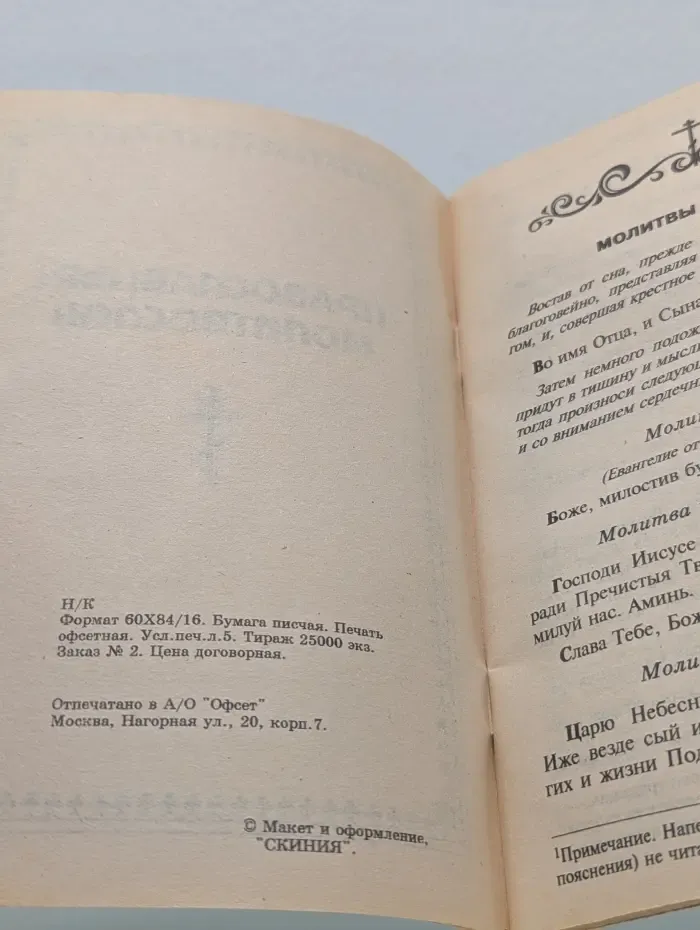 Н/К
Формат 60Х84/16. Бумага писчая. Печать
офсетная. Усл.печ.л.5. Тираж 25000 экз.
Заказ № 2. Цена договорная.
Отпечатано в А/О "Офсет"
Москва, Нагорная ул., 20, корп.7.
© Макет и оформление,
"СКИНИЯ".
МОЛИТВЫ
Востав от сна, прежде
благоговейно, представляя
том, и, совершая крестное
Во имя Отца, и Сына
Затем немного подож
придут в тишину и мысл
тогда произноси следующ
и со вниманием сердечн
Молит
(Евангелие от
Боже, милостив бу
Молитва
Господи Иисусе
ради Пречистыя Тв
милуй нас. Аминь.
Слава Тебе, Бож
Моли
Царю Небесн
Иже везде сый и
гих и жизни Под
1Примечание. Напе
пояснения) не чита